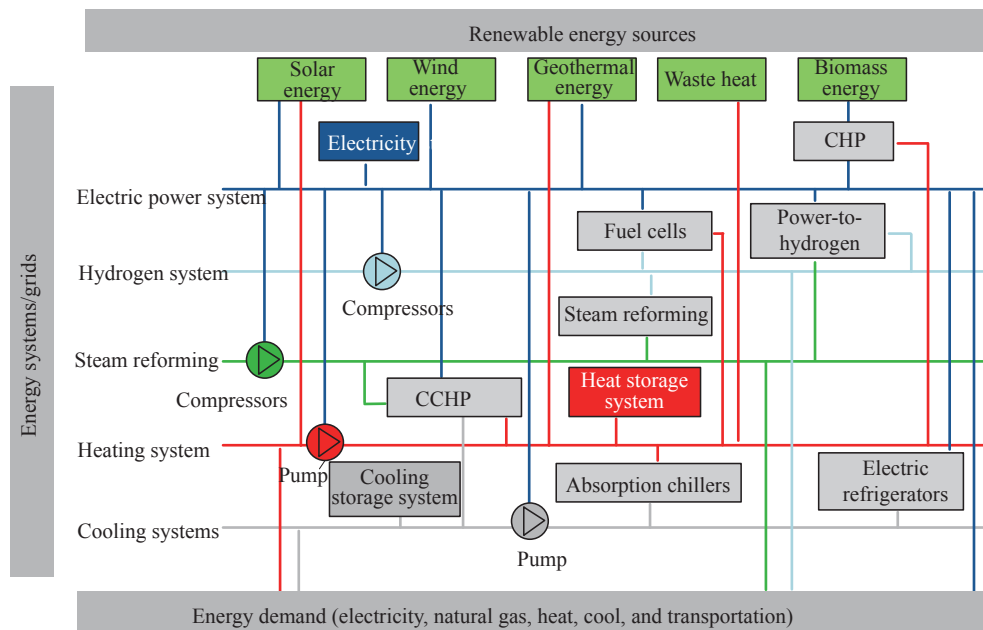 Renewable energy sources
Solar
energy
Wind
energy
Geothermal
energy
Waste heat
Biomass
energy
Electricity
CHP
Electric power system
Fuel cells
Power-to-
hydrogen
Hydrogen system
Compressors
Steam reforming
Steam reforming
Compressors
CCHP
Heat storage
system
Heating system
Pump
Cooling
storage system
Absorption chillers
Electric
refrigerators
Cooling systems
Pump
Energy systems/grids
Energy demand (electricity, natural gas, heat, cool, and transportation)